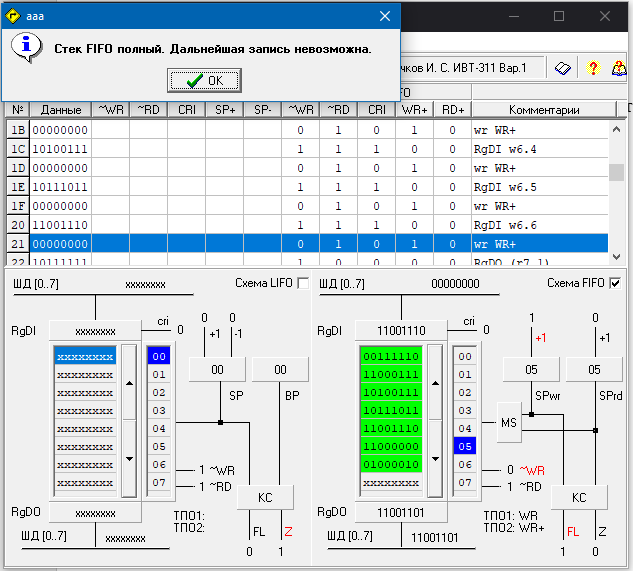 aaa
Стек FIFO полный. Дальнейшая запись невозможна.
OK
чков И. С. ИВТ-311 Вар.1
FO
№ Данные ~WR ~RD CRI SP+ SP- ~WR ~RD CRI WR+ RD+ Комментарии
1B 00000000 0 1 0 1 0 wr WR+
1C 10100111 1 1 1 0 0 RgDI w6.4
1D 00000000 0 1 0 1 0 wr WR+
1E 10111011 1 1 1 0 0 RgDI w6.5
1F 00000000 0 1 0 1 0 wr WR+
20 11001110 1 1 1 0 0 RgDI w6.6
21 00000000 0 1 0 1 0 wr WR+
22 10111111 1 0 1 0 0 RgDO (r7.1)
ШД [0..7] xxxxxxxx Схема LIFO
RgDI xxxxxxxx cri 0
0 0
+1 -1
xxxxxxxx 00
xxxxxxxx 01
xxxxxxxx 02
xxxxxxxx 03
xxxxxxxx 04
xxxxxxxx 05
xxxxxxxx 06
xxxxxxxx 07
00 00
SP BP
1 ~WR
1 ~RD
КС
RgDO xxxxxxxx
ТПО1:
ТПО2:
FL Z
ШД [0..7] xxxxxxxx 0 1
ШД [0..7] 00000000 Схема FIFO
RgDI 11001110 cri 0
1 0
+1 +1
00111110 00
11000111 01
10100111 02
10111011 03
11001110 04
11000000 05
01000010 06
xxxxxxxx 07
05 05
SPwr SPrd
MS
0 ~WR
1 ~RD
КС
RgDO 11001101
ТПО1: WR
ТПО2: WR+
FL Z
ШД [0..7] 11001101 1 0